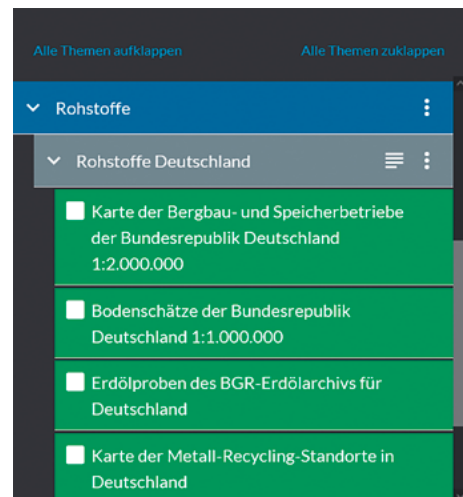 Alle Themen aufklappen
Alle Themen zuklappen
Rohstoffe
Rohstoffe Deutschland
Karte der Bergbau- und Speicherbetriebe
der Bundesrepublik Deutschland
1:2.000.000
Bodenschätze der Bundesrepublik
Deutschland 1:1.000.000
Erdölproben des BGR-Erdölarchivs für
Deutschland
Karte der Metall-Recycling-Standorte in
Deutschland